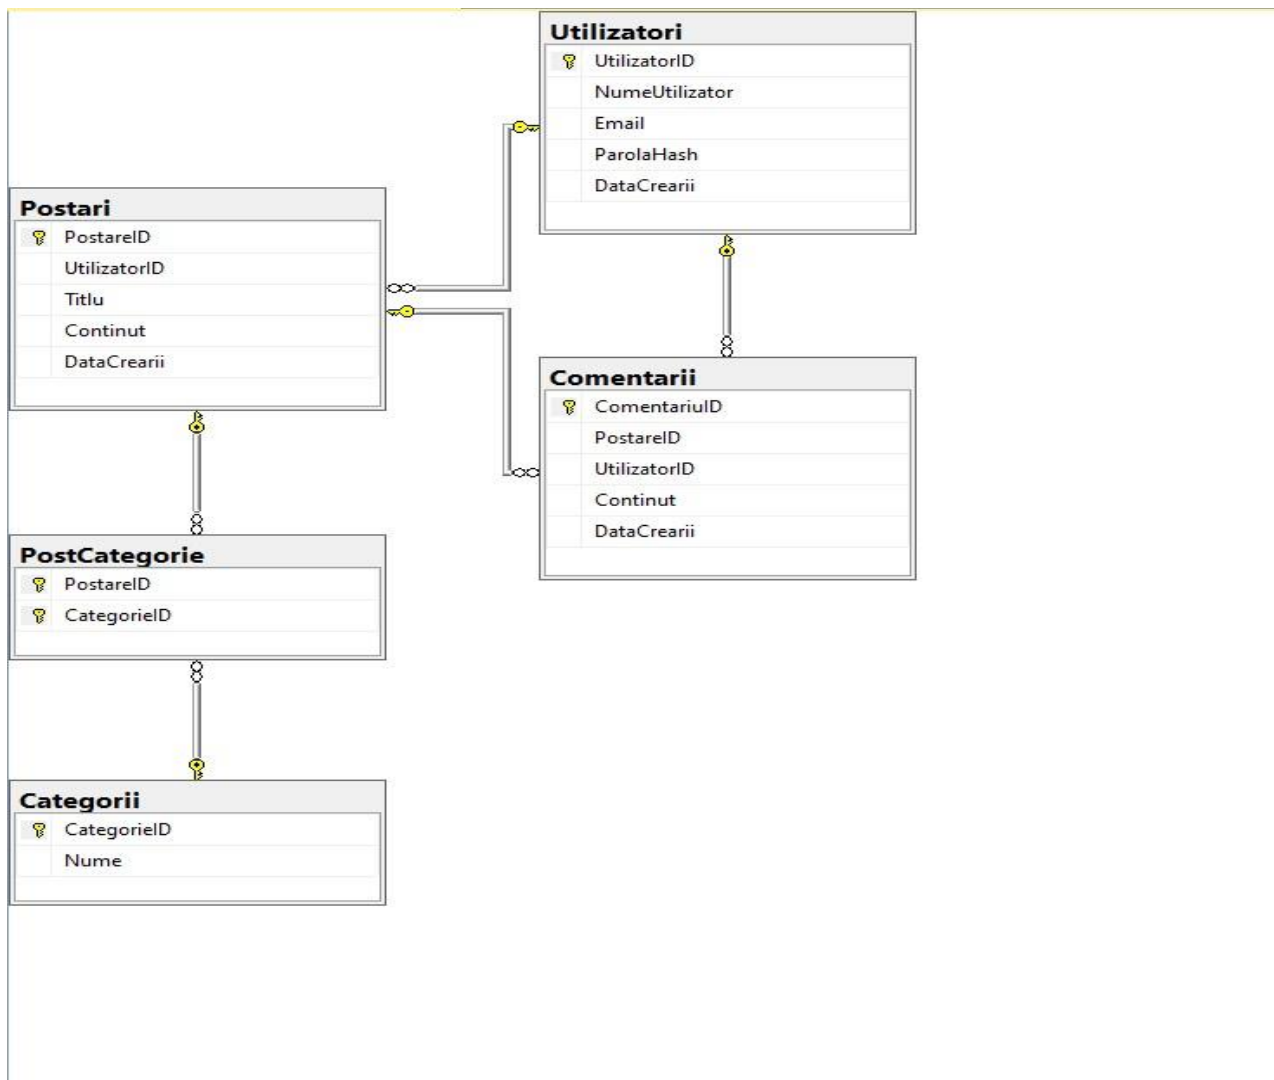 Utilizatori
UtilizatorID
NumeUtilizator
Email
ParolaHash
DataCrearii
Postari
PostareID
UtilizatorID
Titlu
Continut
DataCrearii
Comentarii
ComentariuID
PostareID
UtilizatorID
Continut
DataCrearii
PostCategorie
PostareID
CategorieID
Categorii
CategorieID
Nume